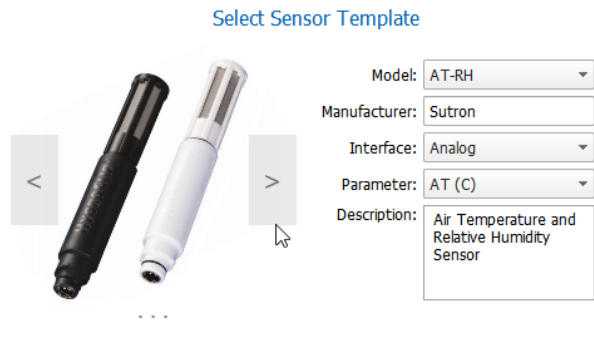 Select Sensor Template
Model: AT-RH
Manufacturer: Sutron
Interface: Analog
< >
Parameter: AT (C)
Description: Air Temperature and
Relative Humidity
Sensor
. . .